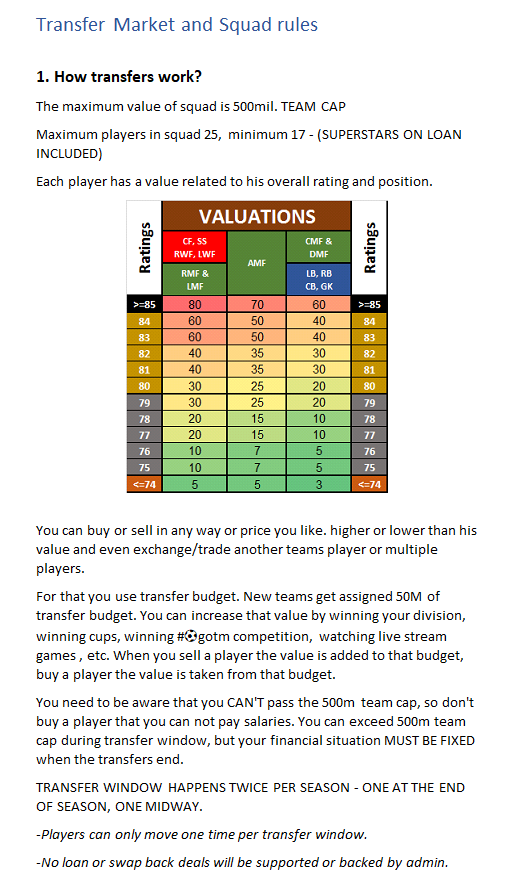 Transfer Market and Squad rules
1. How transfers work?
The maximum value of squad is 500mil. TEAM CAP
Maximum players in squad 25, minimum 17 - (SUPERSTARS ON LOAN
INCLUDED)
Each player has a value related to his overall rating and position.
Ratings VALUATIONS Ratings
CF, SS
RWF, LWF
RMF &
LMF
AMF
CMF &
DMF
LB, RB
CB, GK
>=85 80 70 60 >=85
84 60 50 40 84
83 60 50 40 83
82 40 35 30 82
81 40 35 30 81
80 30 25 20 80
79 30 25 20 79
78 20 15 10 78
77 20 15 10 77
76 10 7 5 76
75 10 7 5 75
<=74 5 5 3 <=74
You can buy or sell in any way or price you like. higher or lower than his
value and even exchange/trade another teams player or multiple
players.
For that you use transfer budget. New teams get assigned 50M of
transfer budget. You can increase that value by winning your division,
winning cups, winning #⚽gotm competition, watching live stream
games , etc. When you sell a player the value is added to that budget,
buy a player the value is taken from that budget.
You need to be aware that you CAN'T pass the 500m team cap, so don't
buy a player that you can not pay salaries. You can exceed 500m team
cap during transfer window, but your financial situation MUST BE FIXED
when the transfers end.
TRANSFER WINDOW HAPPENS TWICE PER SEASON - ONE AT THE END
OF SEASON, ONE MIDWAY.
-Players can only move one time per transfer window.
-No loan or swap back deals will be supported or backed by admin.